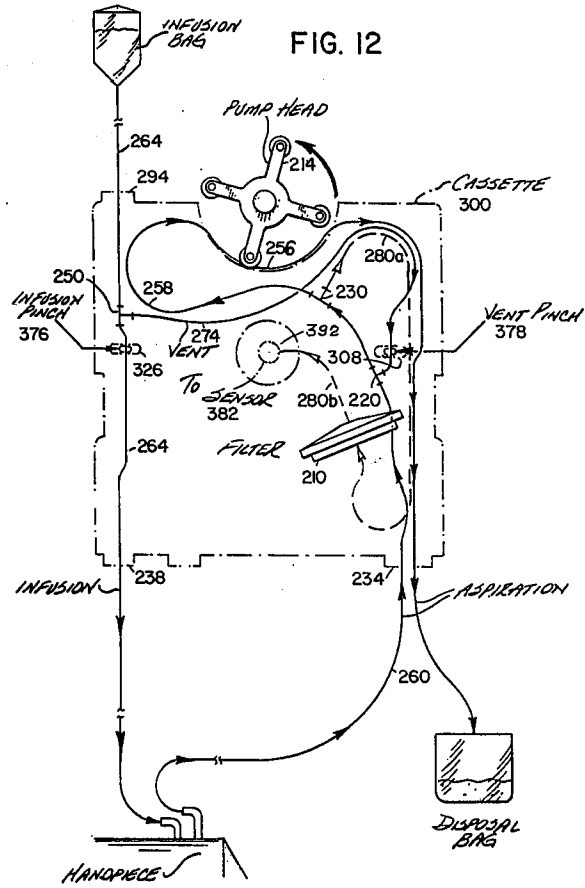 INFUSION
BAG
FIG. 12
PUMP HEAD
264
214
294
CASSETTE
300
256
280a
250
258
230
INFUSION
PINCH
376
274
VENT
392
VENT PINCH
378
326
308
TO
SENSOR
382
280b
220
264
FILTER
210
238
234
INFUSION
ASPIRATION
260
DISPOSAL
BAG
HANDPIECE